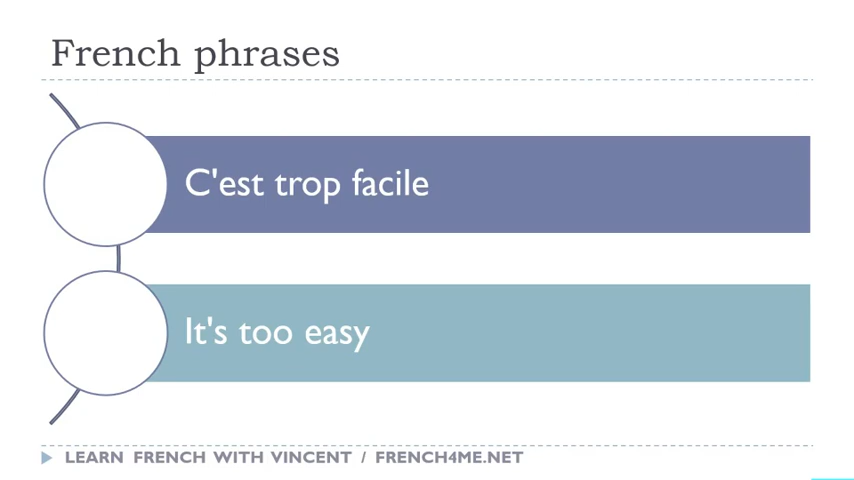 French phrases
C'est trop facile
It's too easy
LEARN FRENCH WITH VINCENT / FRENCH4ME.NET